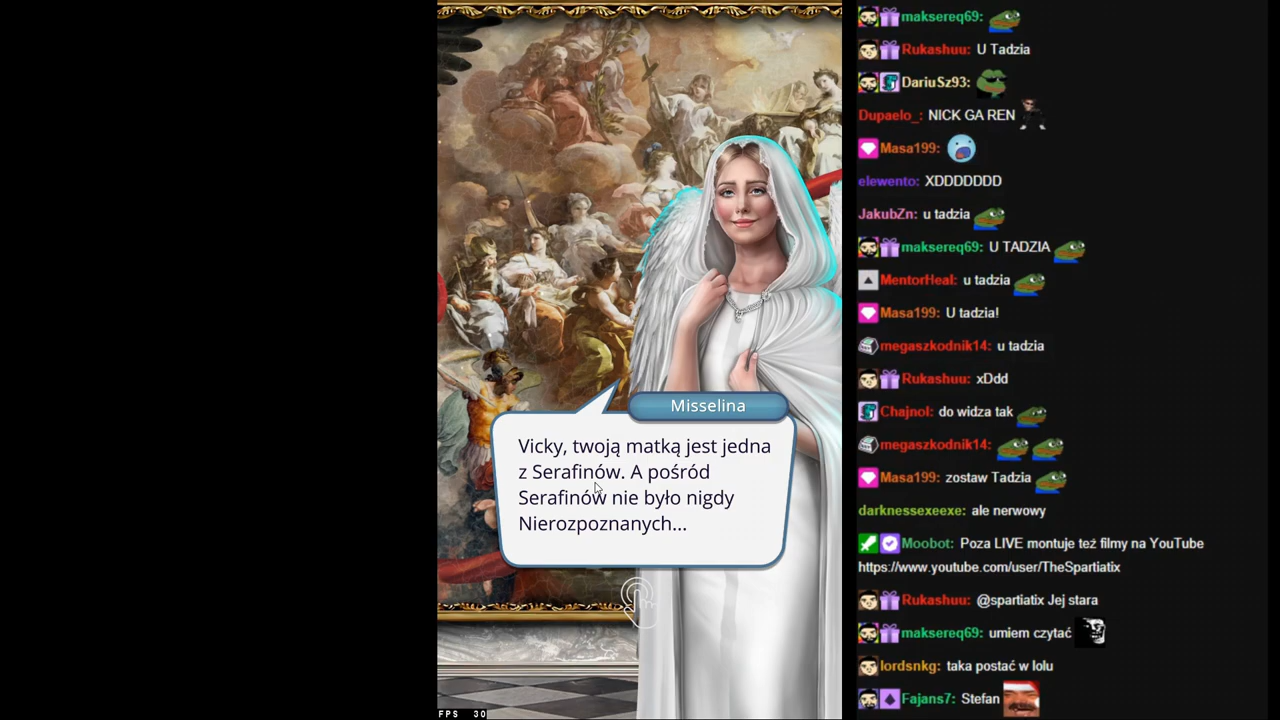 Misselina
Vicky, twoją matką jest jedna
z Serafinów. A pośród
Serafinów nie było nigdy
Nierozpoznanych...
FPS 30
maksereq69:
Rukashuu: U Tadzia
DariuSz93:
Dupaelo_: NICK GA REN
Masa199:
elewento: XDDDDDDD
JakubZn: u tadzia
maksereq69: U TADZIA
MentorHeal: u tadzia
Masa199: U tadzia!
megaszkodnik14: u tadzia
Rukashuu: xDdd
Chajnol: do widza tak
megaszkodnik14:
Masa199: zostaw Tadzia
darknessexeexe: ale nerwowy
Moobot: Poza LIVE montuje też filmy na YouTube
https://www.youtube.com/user/TheSpartiatix
Rukashuu: @spartiatix Jej stara
maksereq69: umiem czytać
lordsnkg: taka postać w lolu
Fajans7: Stefan